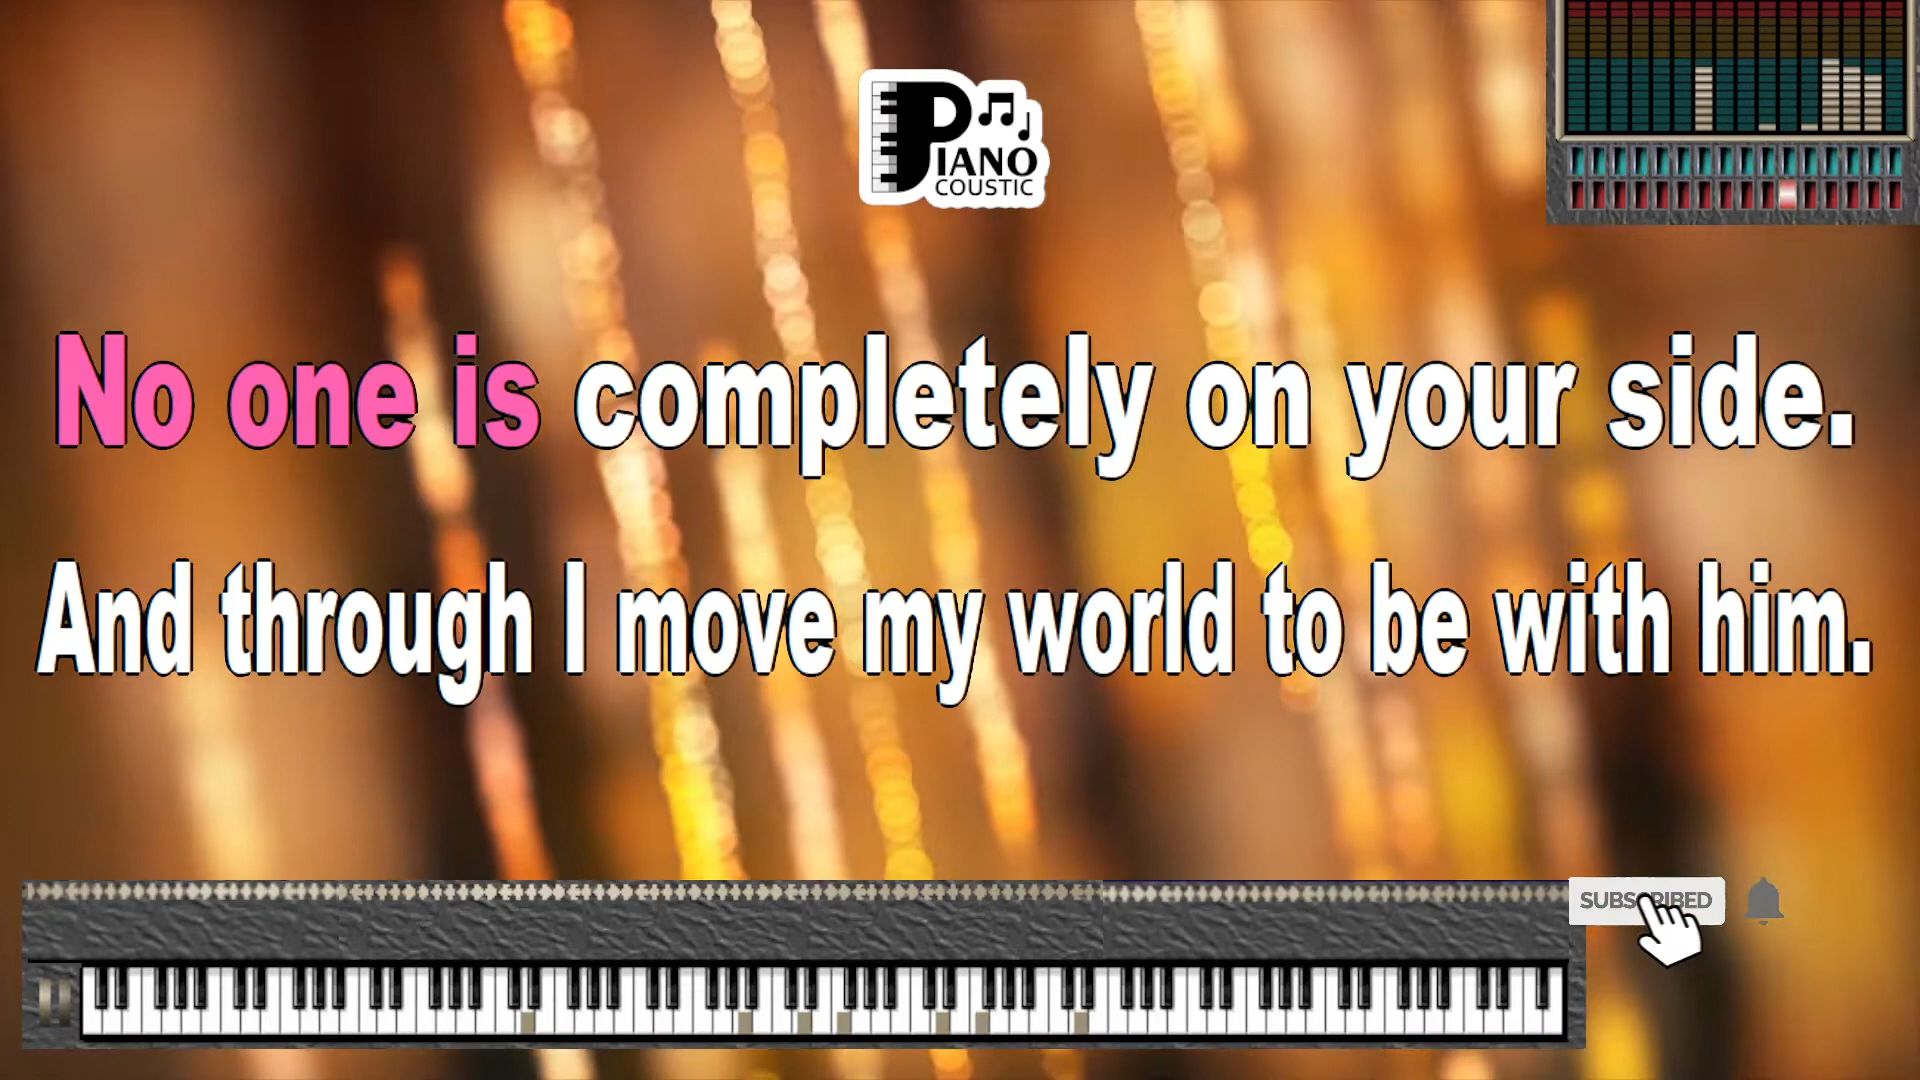 PIANO
COUSTIC
No one is completely on your side.
And through I move my world to be with him.
SUBSCRIBED